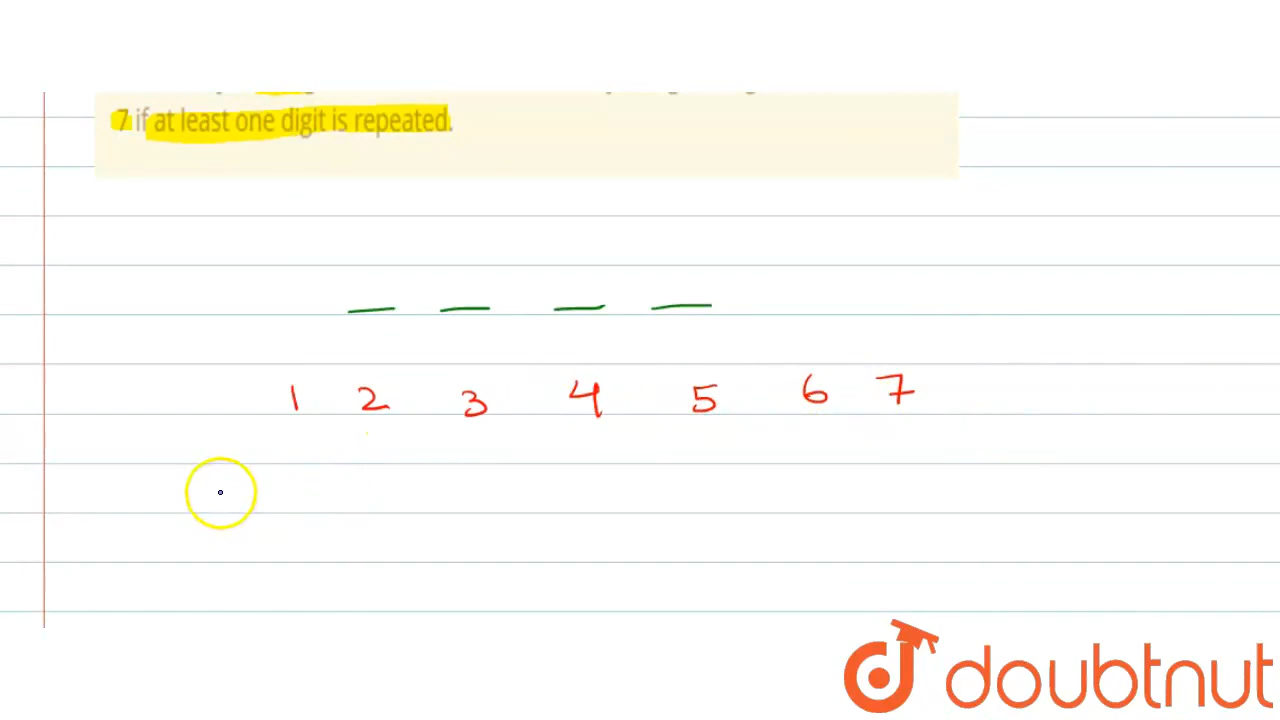 7 if at least one digit is repeated.
1 2 3 4 5 6 7
doubtnut